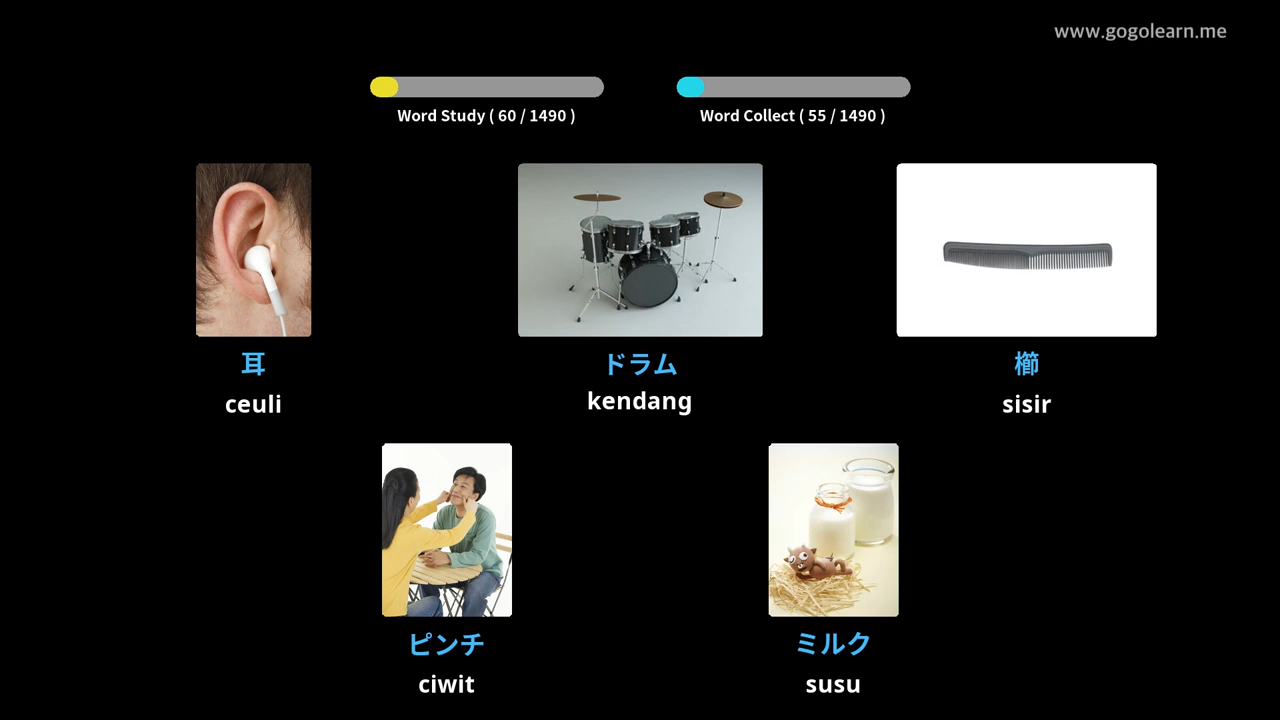 www.gogolearn.me
Word Study ( 60 / 1490 )
Word Collect ( 55 / 1490 )
耳
ceuli
ドラム
kendang
櫛
sisir
ピンチ
ciwit
ミルク
susu